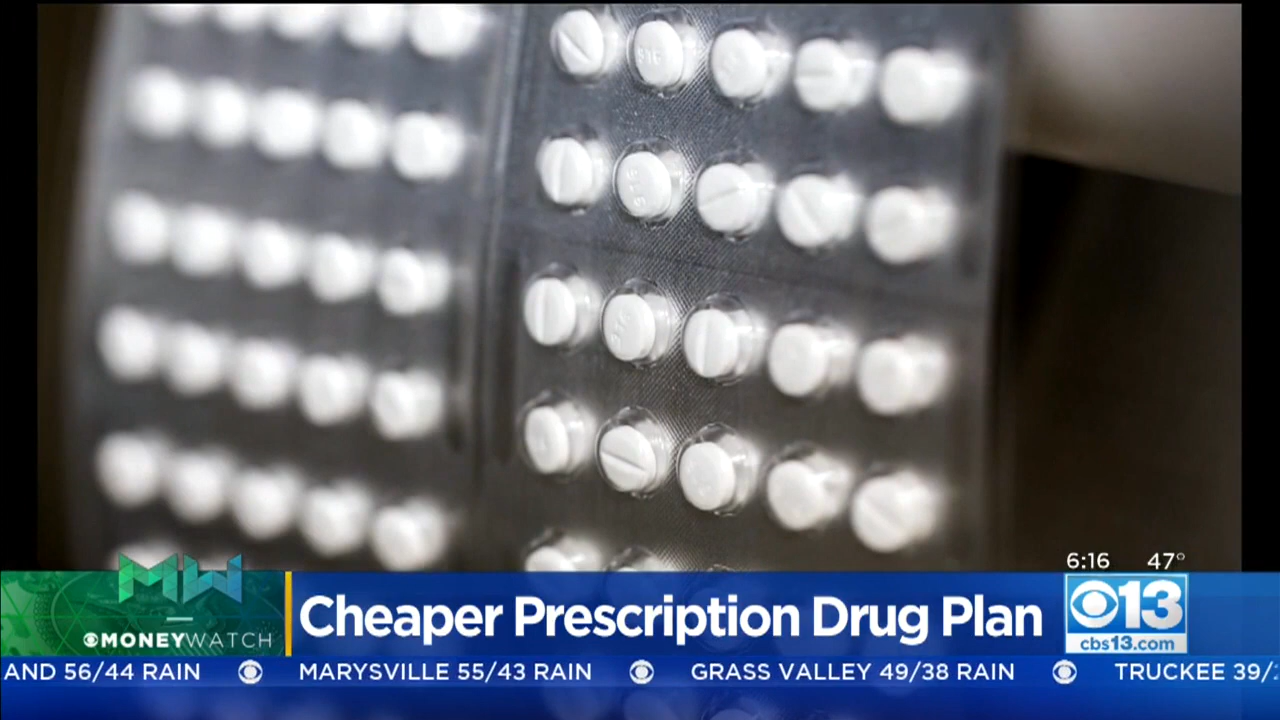 6:16 47°
MW
Cheaper Prescription Drug Plan
13
MONEYWATCH
cbs13.com
AND 56/44 RAIN MARYSVILLE 55/43 RAIN GRASS VALLEY 49/38 RAIN TRUCKEE 39/